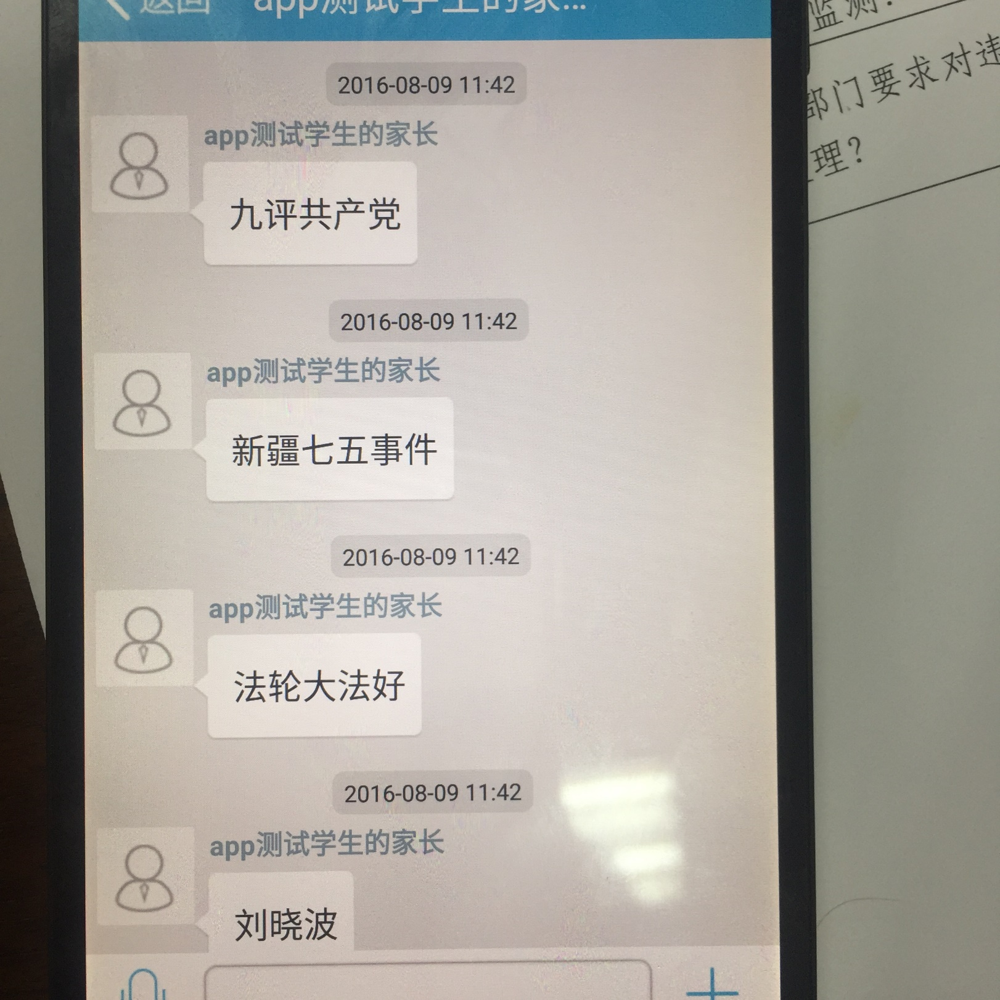 返回 app测试学生的家...
2016-08-09 11:42
app测试学生的家长
九评共产党
2016-08-09 11:42
app测试学生的家长
新疆七五事件
2016-08-09 11:42
app测试学生的家长
法轮大法好
2016-08-09 11:42
app测试学生的家长
刘晓波
监测?
部门要求对违
理?